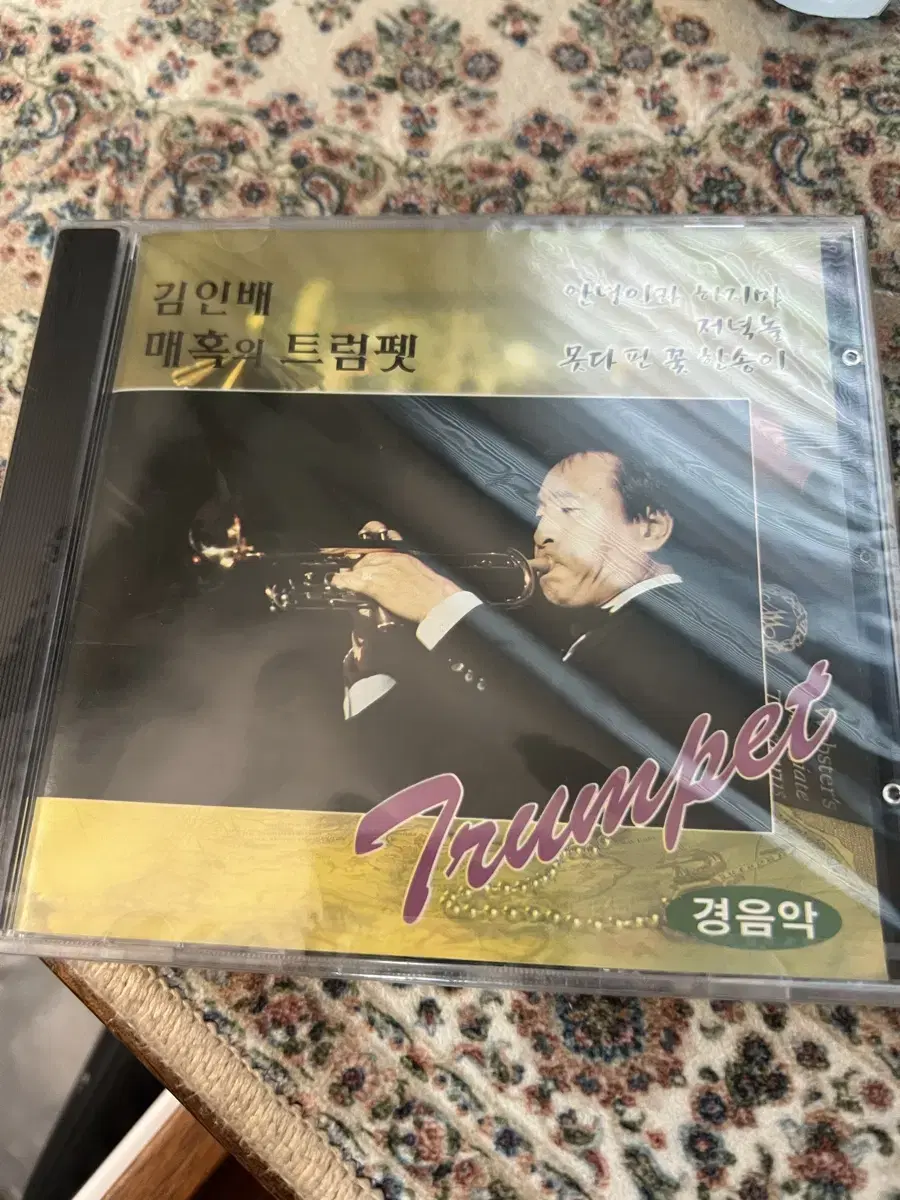 김인배
매혹의 트럼펫
안녕이라 하지마
저녁놀
못다 핀 꽃 한송이
Trumpet
경음악